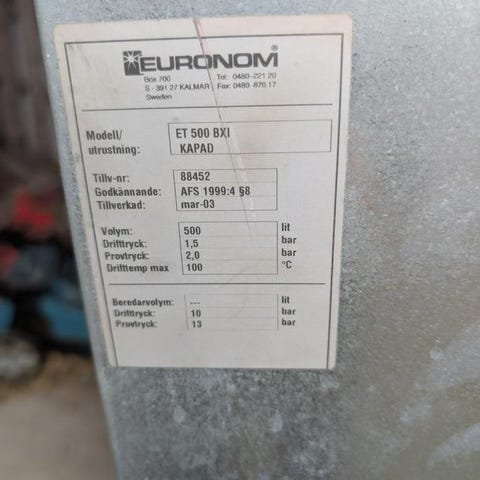 EURONOM®
Box 700 Tel: 0480-221 20
S - 391 27 KALMAR Fax: 0480-876 17
Sweden
Modell/ ET 500 BXI
utrustning: KAPAD
Tillv-nr: 88452
Godkännande: AFS 1999:4 §8
Tillverkad: mar-03
Volym: 500 lit
Drifttryck: 1,5 bar
Provtryck: 2,0 bar
Drifttemp max 100 °C
Beredarvolym: --- lit
Drifttryck: 10 bar
Provtryck: 13 bar